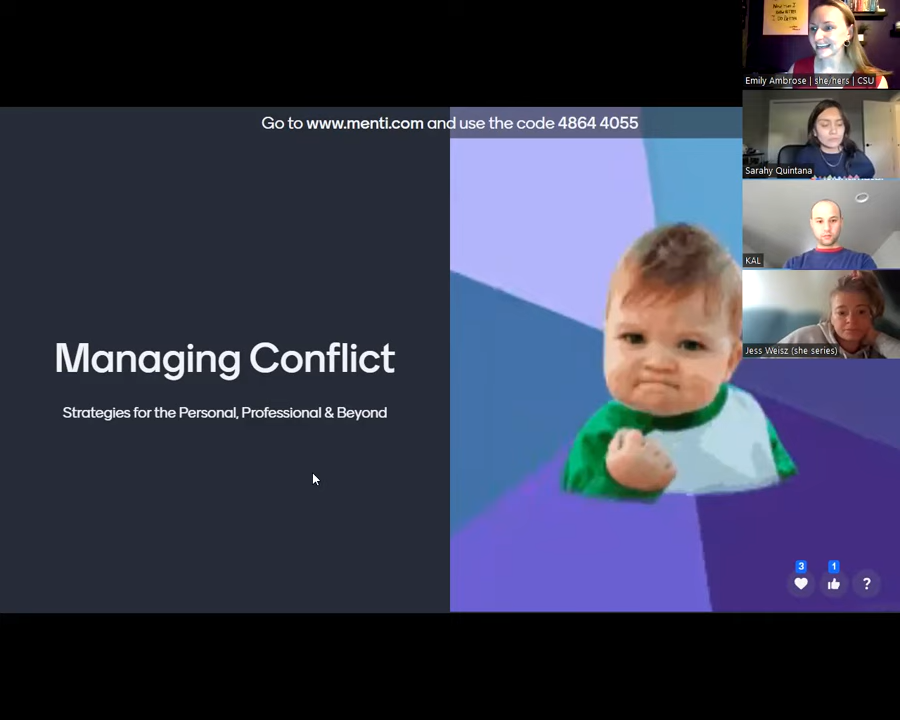 Go to www.menti.com and use the code 4864 4055
Managing Conflict
Strategies for the Personal, Professional & Beyond
Emily Ambrose | she/hers | CSU
Sarahy Quintana
KAL
Jess Weisz (she series)
3
1
?